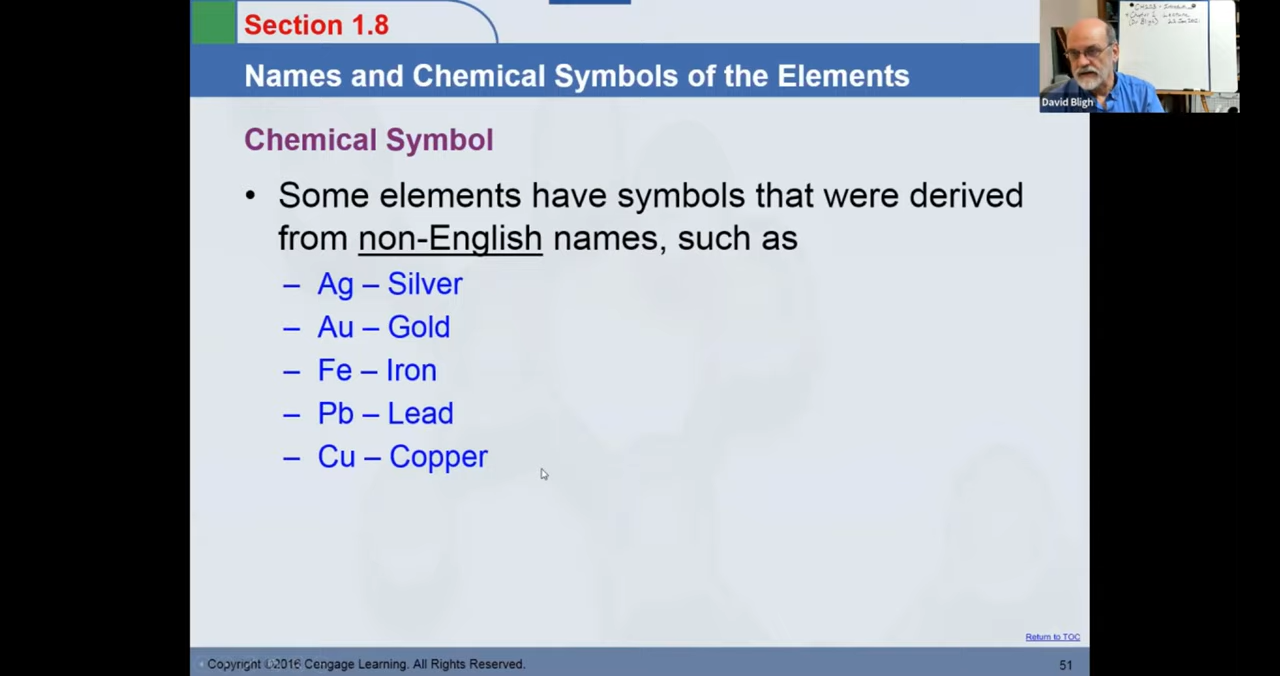 Section 1.8
Names and Chemical Symbols of the Elements
David Bligh
Chemical Symbol
• Some elements have symbols that were derived
from non-English names, such as
– Ag – Silver
– Au – Gold
– Fe – Iron
– Pb – Lead
– Cu – Copper
Return to TOC
Copyright ©2016 Cengage Learning. All Rights Reserved.
51